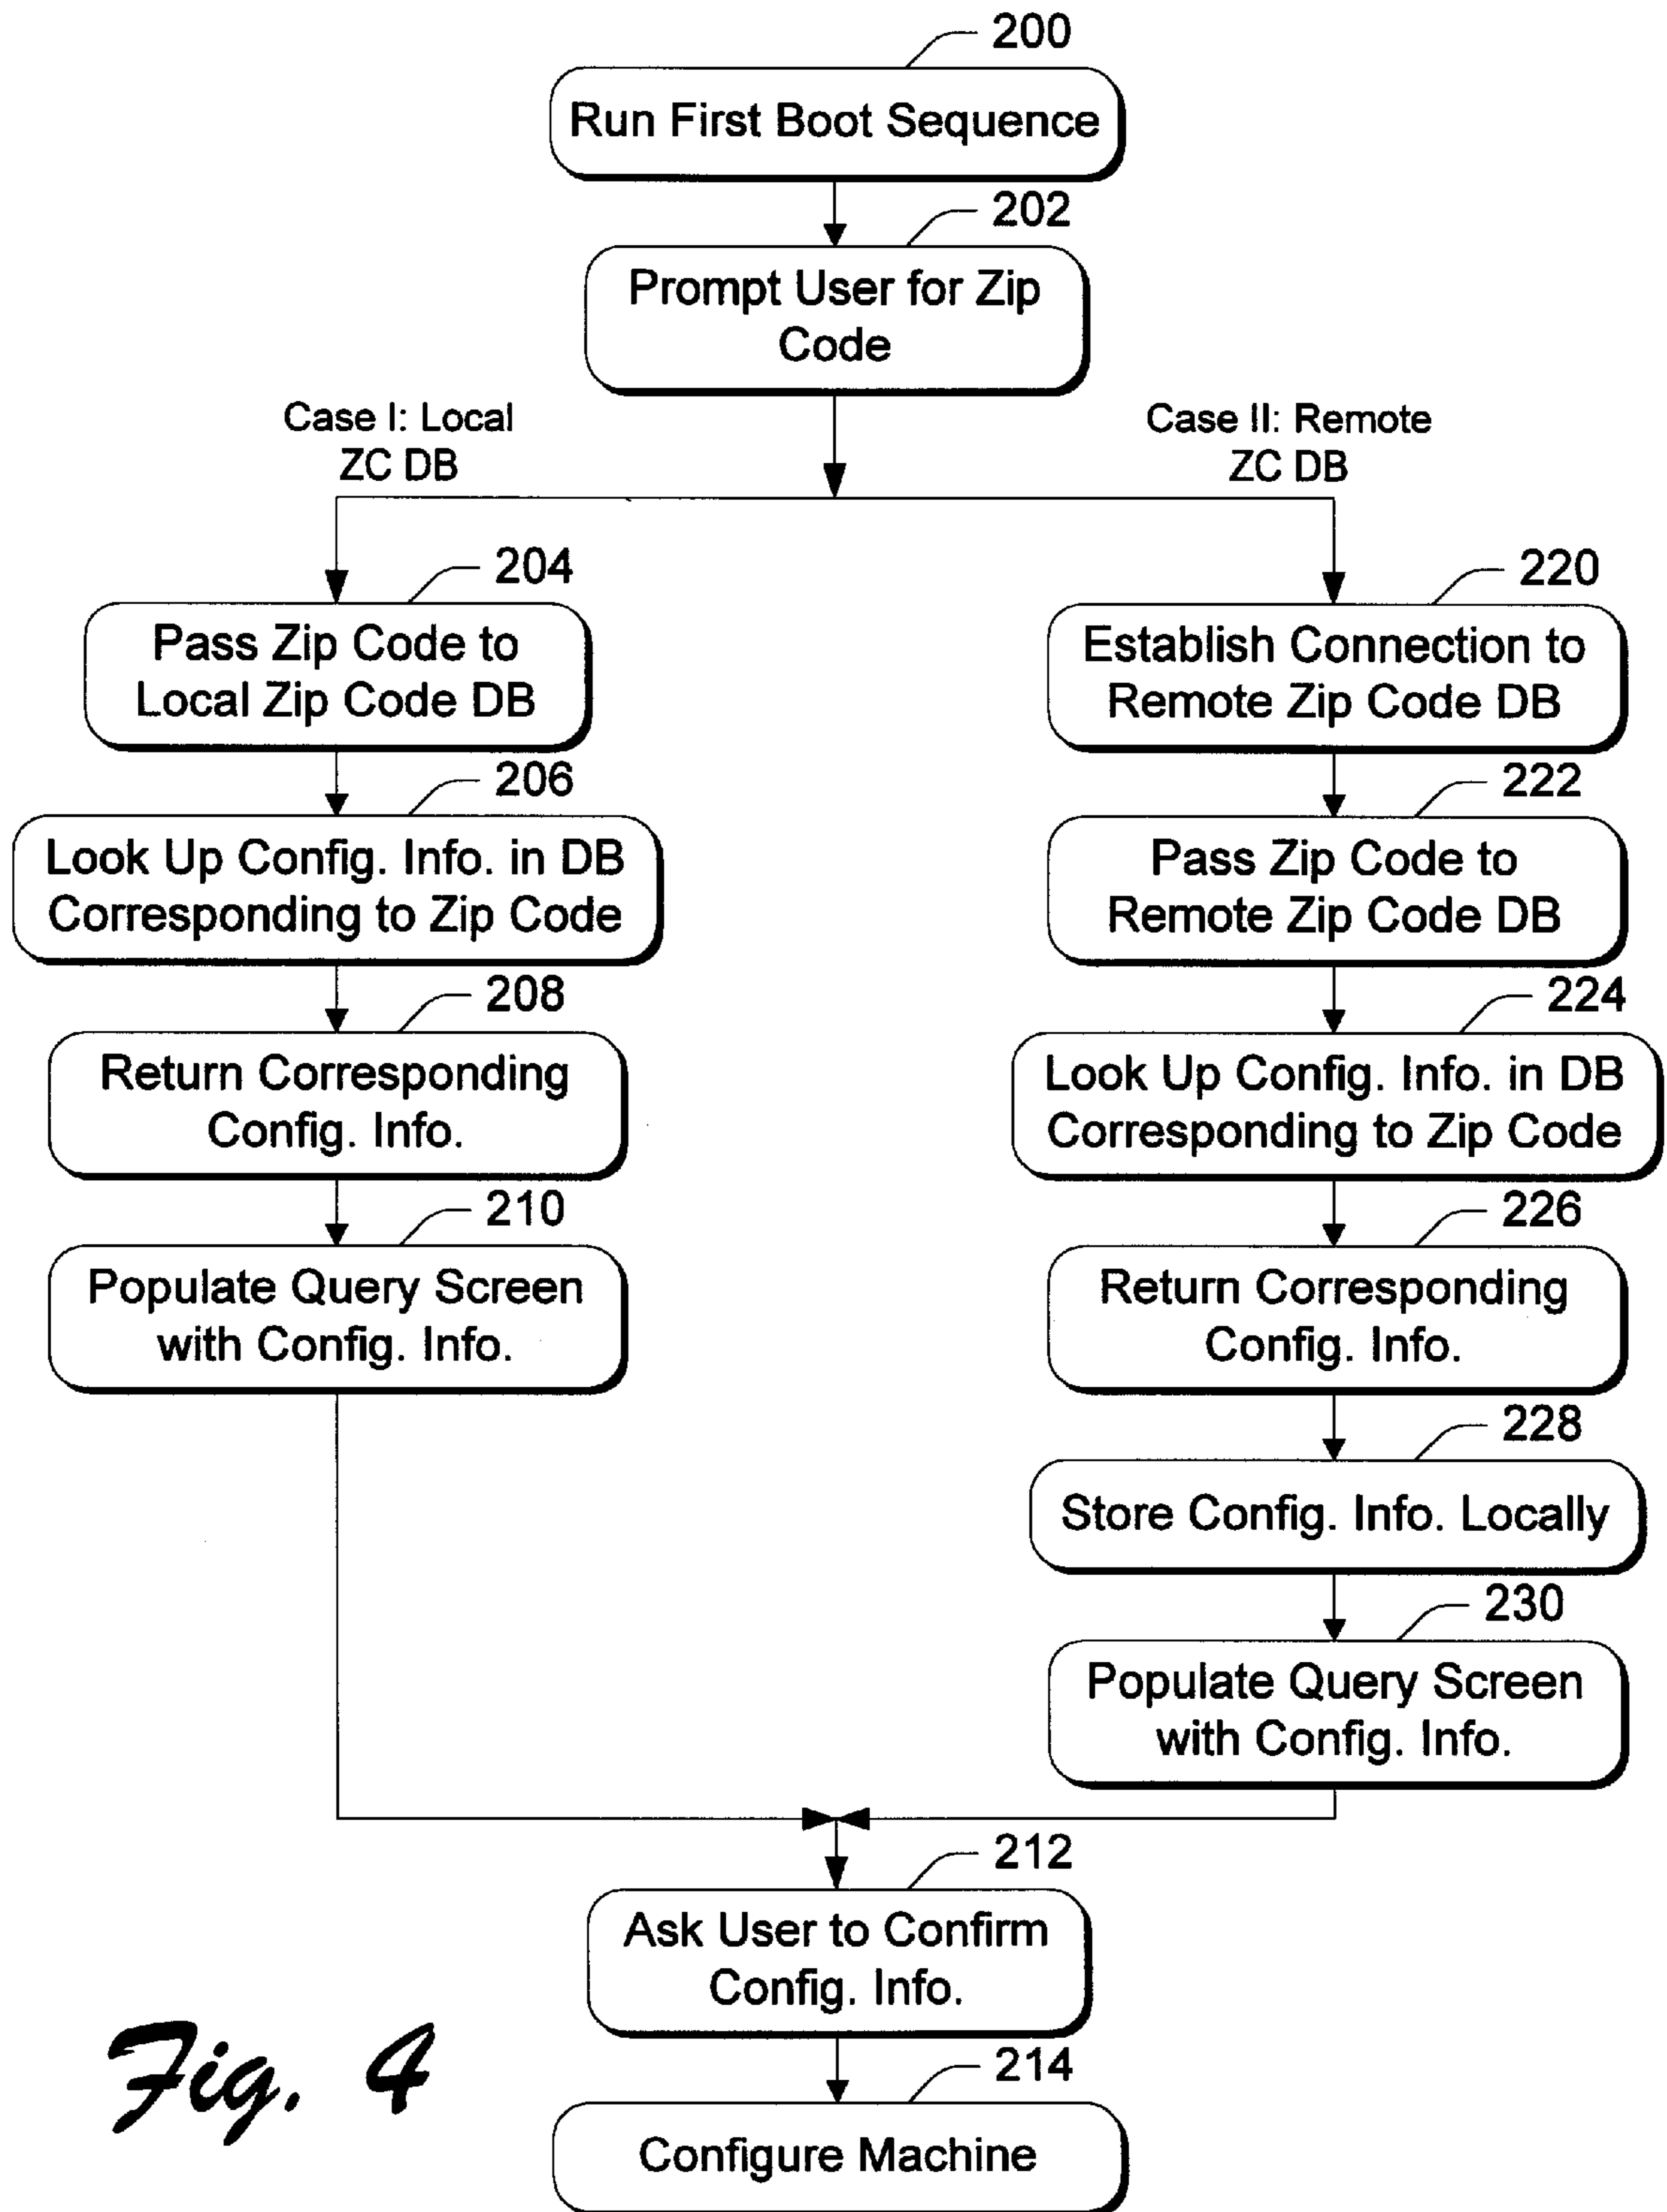 200
Run First Boot Sequence
202
Prompt User for Zip
Code
Case I: Local
ZC DB
Case II: Remote
ZC DB
204
Pass Zip Code to
Local Zip Code DB
206
Look Up Config. Info. in DB
Corresponding to Zip Code
208
Return Corresponding
Config. Info.
210
Populate Query Screen
with Config. Info.
220
Establish Connection to
Remote Zip Code DB
222
Pass Zip Code to
Remote Zip Code DB
224
Look Up Config. Info. in DB
Corresponding to Zip Code
226
Return Corresponding
Config. Info.
228
Store Config. Info. Locally
230
Populate Query Screen
with Config. Info.
212
Ask User to Confirm
Config. Info.
214
Configure Machine
Fig. 4